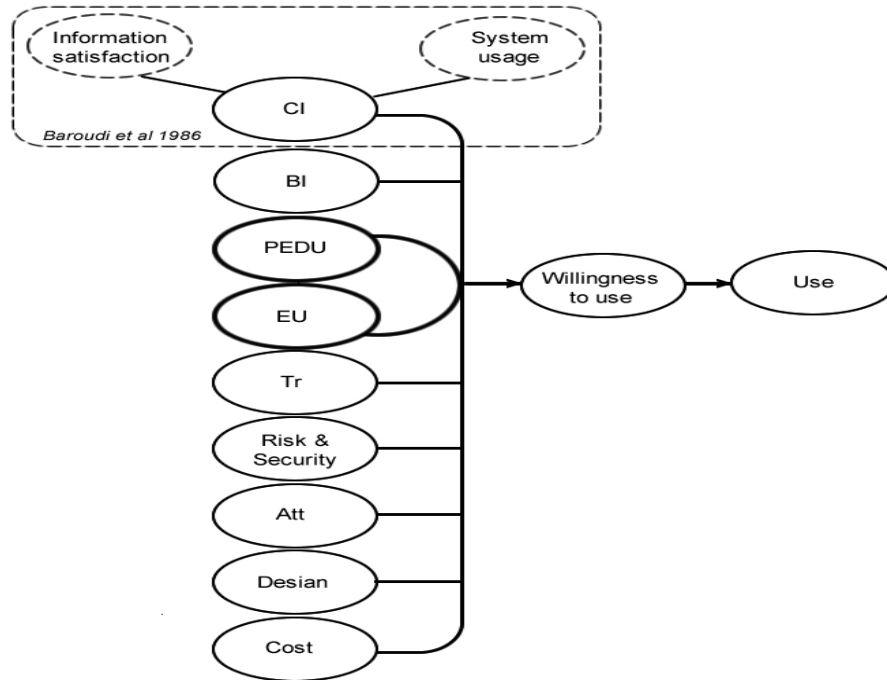 Information
satisfaction
System
usage
CI
Baroudi et al 1986
BI
PEDU
EU
Willingness
to use
Use
Tr
Risk &
Security
Att
Desian
Cost